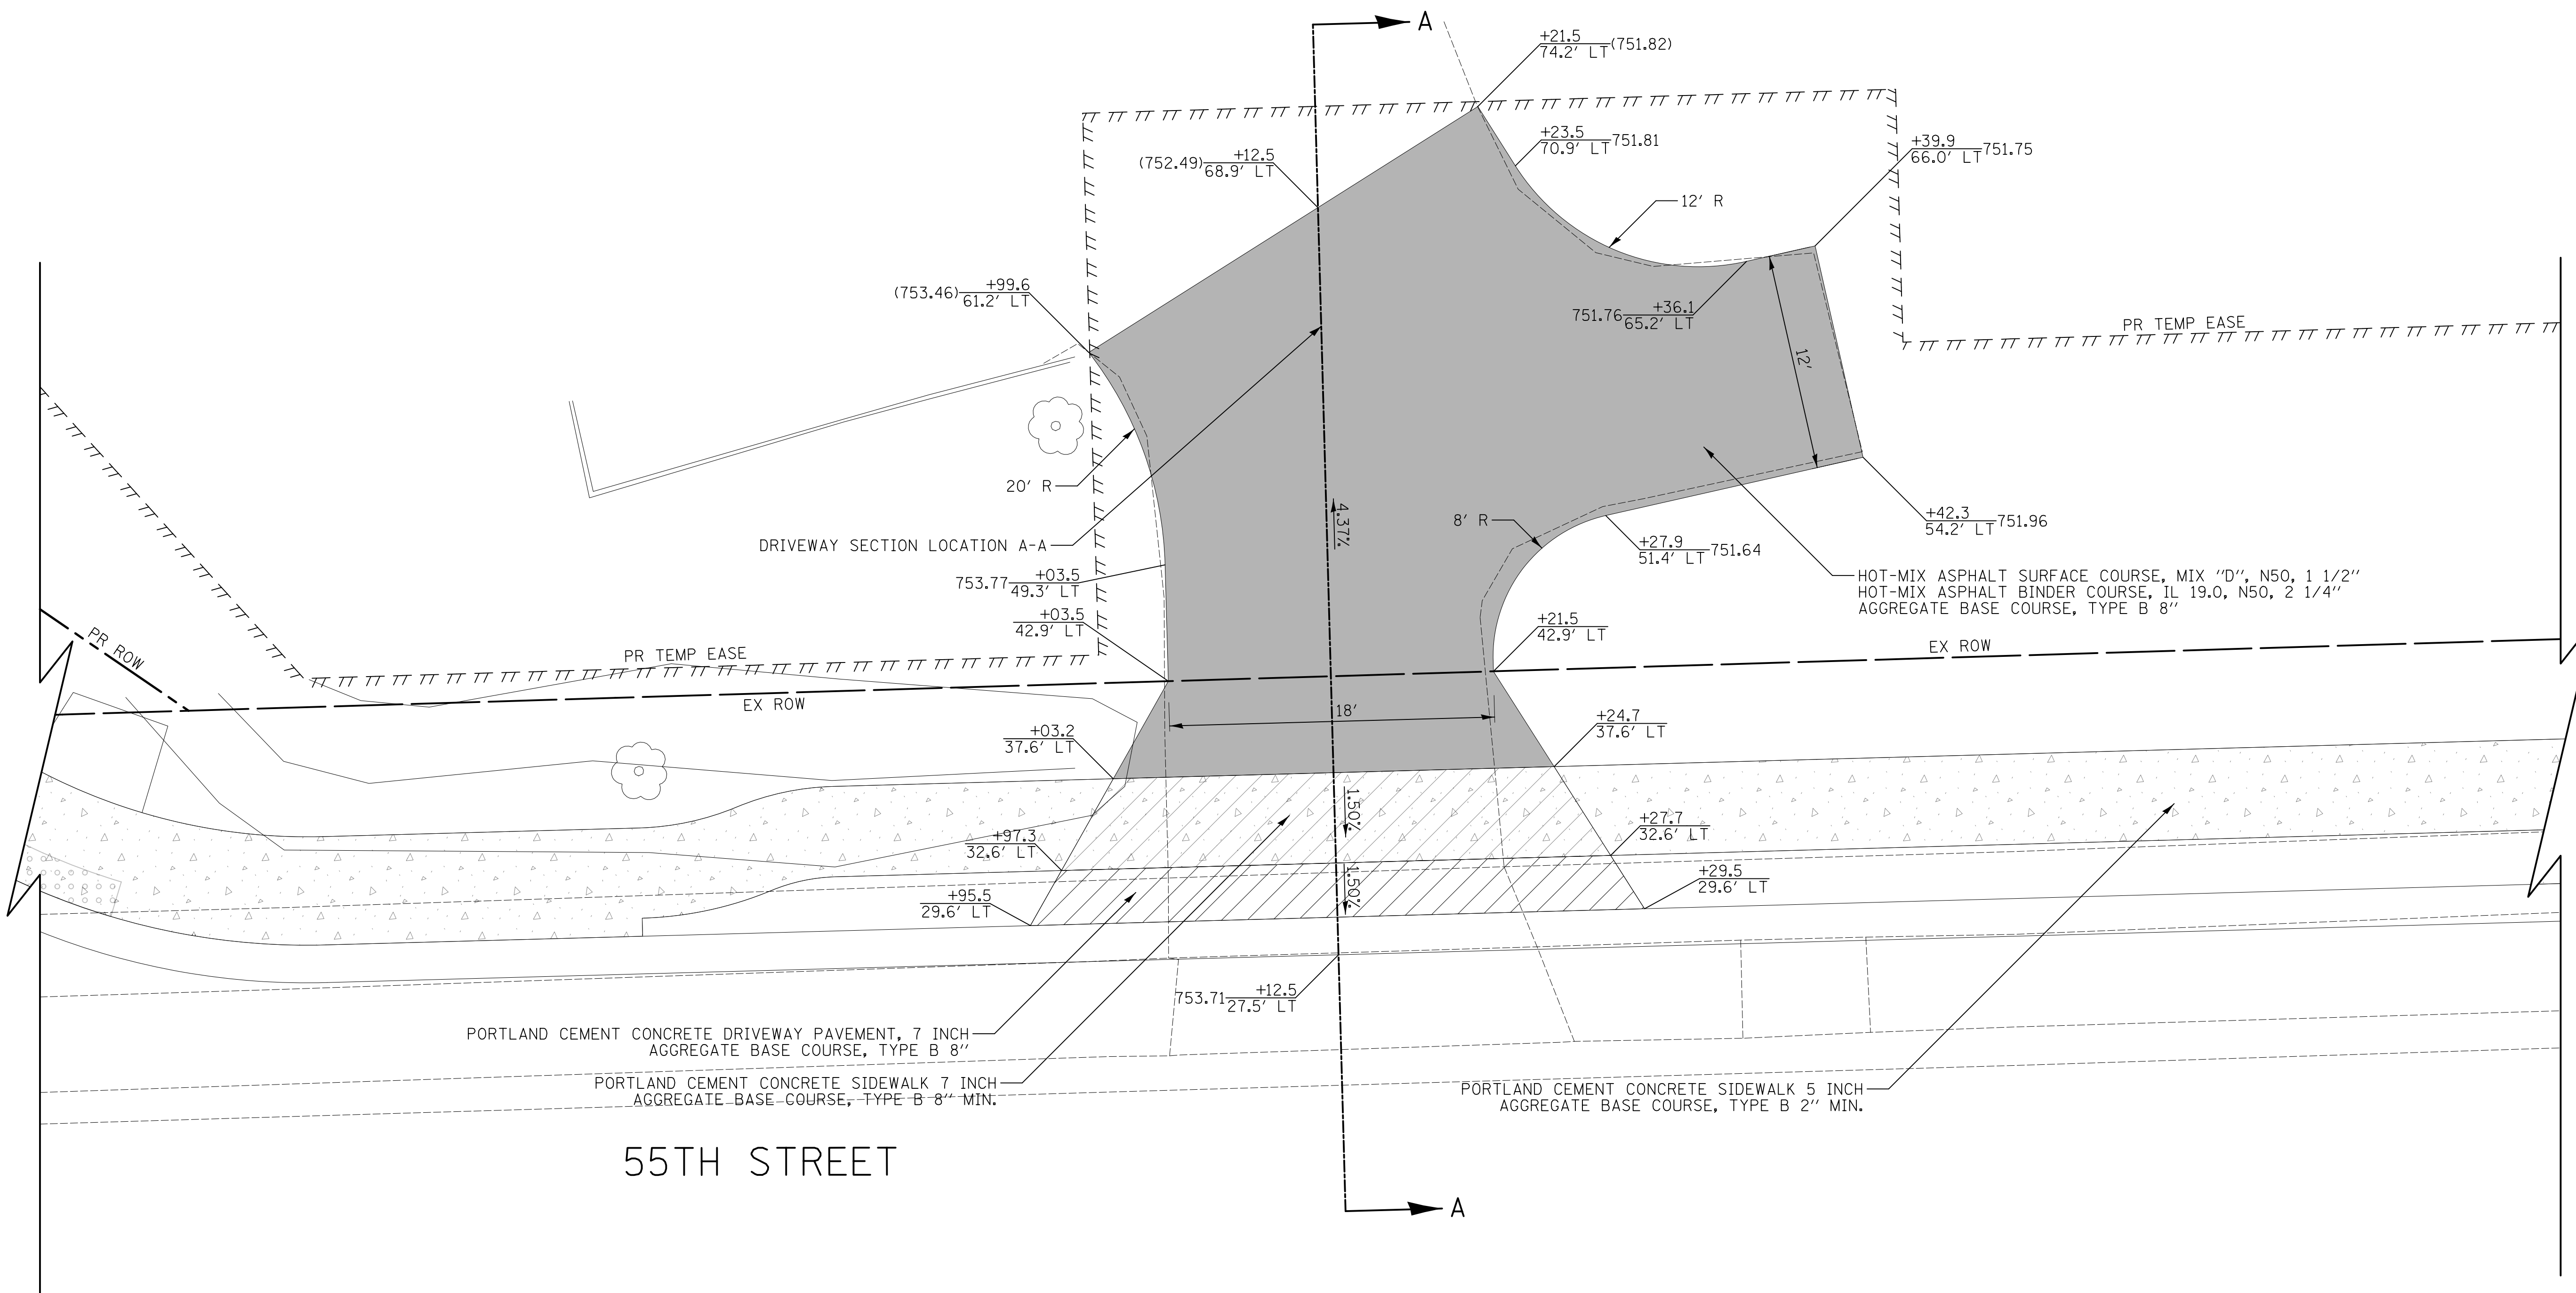 A
+21.5
74.2' LT (751.82)
+23.5
70.9' LT 751.81
+39.9
66.0' LT 751.75
(752.49) +12.5
68.9' LT
12' R
(753.46) +99.6
61.2' LT
751.76 +36.1
65.2' LT
PR TEMP EASE
12'
20' R
4.37%
8' R
+42.3
54.2' LT 751.96
DRIVEWAY SECTION LOCATION A-A
+27.9
51.4' LT 751.64
753.77 +03.5
49.3' LT
HOT-MIX ASPHALT SURFACE COURSE, MIX "D", N50, 1 1/2"
HOT-MIX ASPHALT BINDER COURSE, IL 19.0, N50, 2 1/4"
AGGREGATE BASE COURSE, TYPE B 8"
+03.5
42.9' LT
+21.5
42.9' LT
PR ROW
PR TEMP EASE
EX ROW
EX ROW
18'
+03.2
37.6' LT
+24.7
37.6' LT
1.50%
+97.3
32.6' LT
+27.7
32.6' LT
1.50%
+95.5
29.6' LT
+29.5
29.6' LT
753.71 +12.5
27.5' LT
PORTLAND CEMENT CONCRETE DRIVEWAY PAVEMENT, 7 INCH
AGGREGATE BASE COURSE, TYPE B 8"
PORTLAND CEMENT CONCRETE SIDEWALK 7 INCH
AGGREGATE BASE COURSE, TYPE B 8" MIN.
PORTLAND CEMENT CONCRETE SIDEWALK 5 INCH
AGGREGATE BASE COURSE, TYPE B 2" MIN.
55TH STREET
A